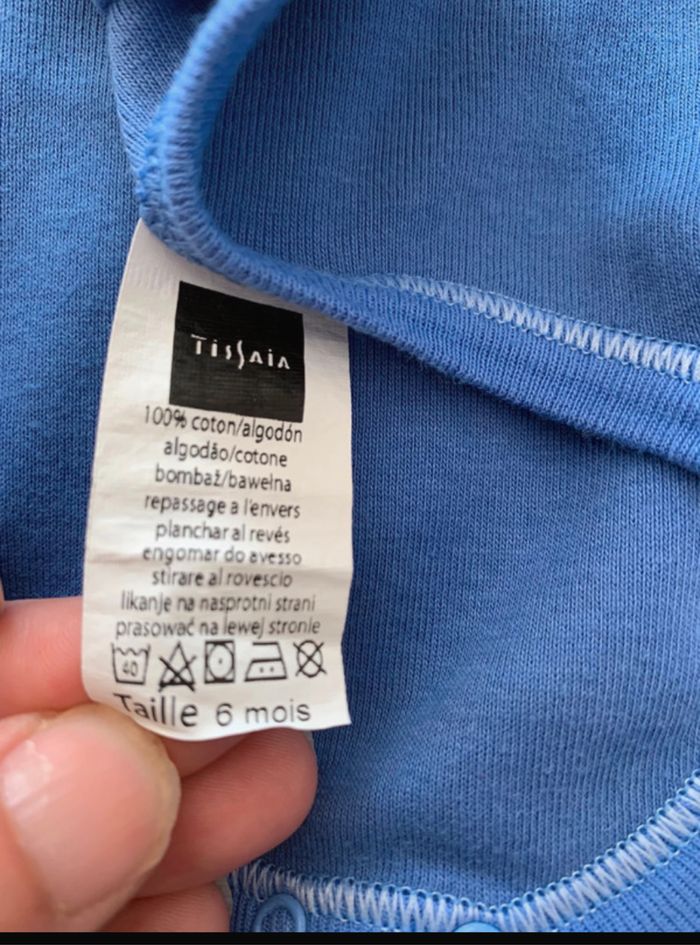 TissAia
100% coton/algodón
algodão/cotone
bombaž/bawełna
repassage a l'envers
planchar al revés
engomar do avesso
stirare al rovescio
likanje na nasprotni strani
prasować na lewej stronie
40
Taille 6 mois